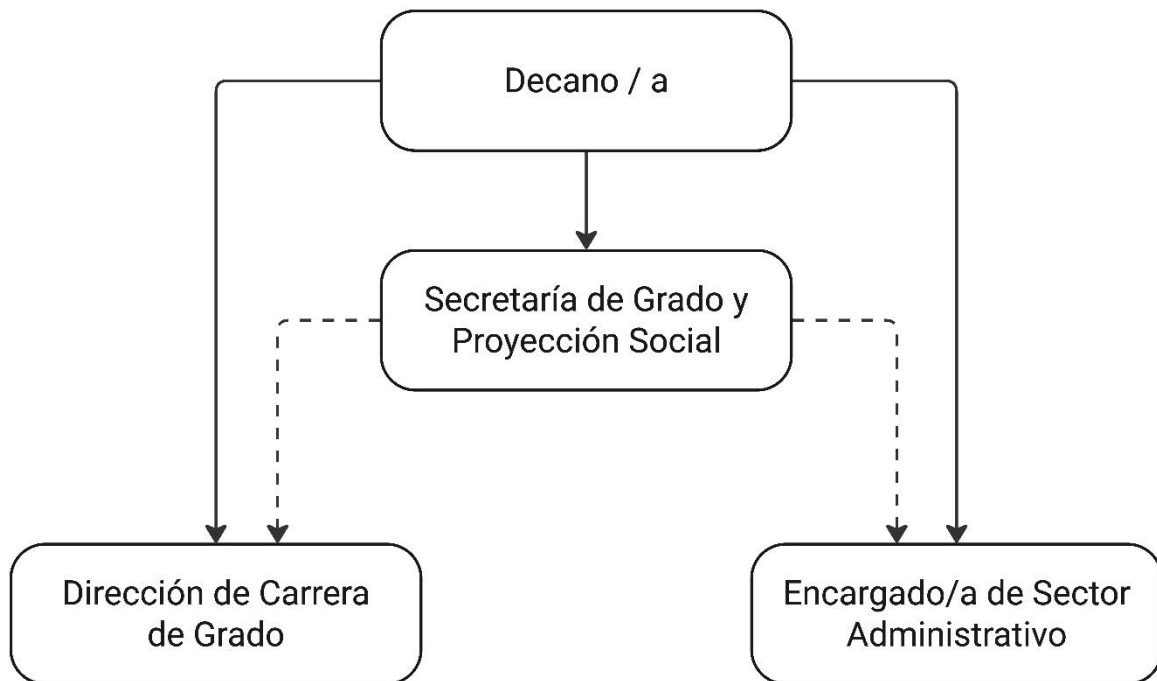 Decano / a
Secretaría de Grado y
Proyección Social
Dirección de Carrera
de Grado
Encargado/a de Sector
Administrativo